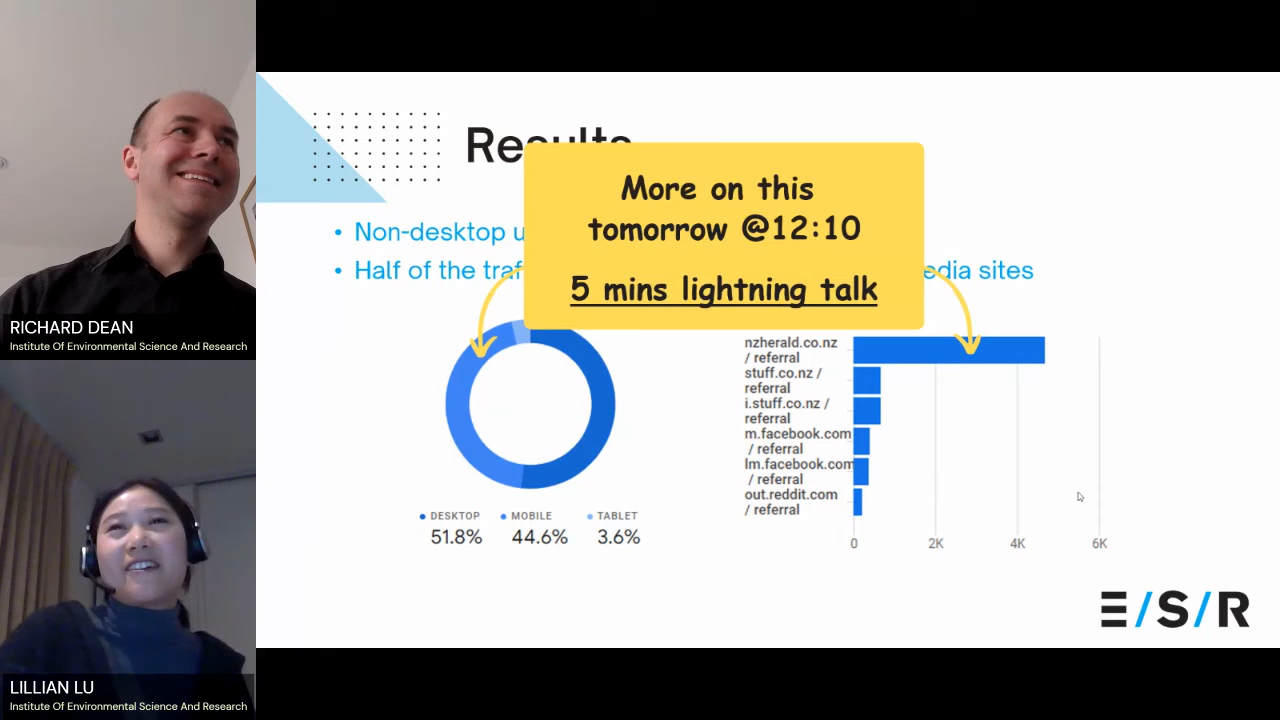 RICHARD DEAN
Institute Of Environmental Science And Research
LILLIAN LU
Institute Of Environmental Science And Research
More on this
tomorrow @12:10
5 mins lightning talk
• Non-desktop
• Half of the
sites
DESKTOP
51.8%
MOBILE
44.6%
TABLET
3.6%
nzherald.co.nz
/ referral
stuff.co.nz /
referral
i.stuff.co.nz /
referral
m.facebook.com
/ referral
lm.facebook.com
/ referral
out.reddit.com
/ referral
0
2K
4K
6K
E/S/R